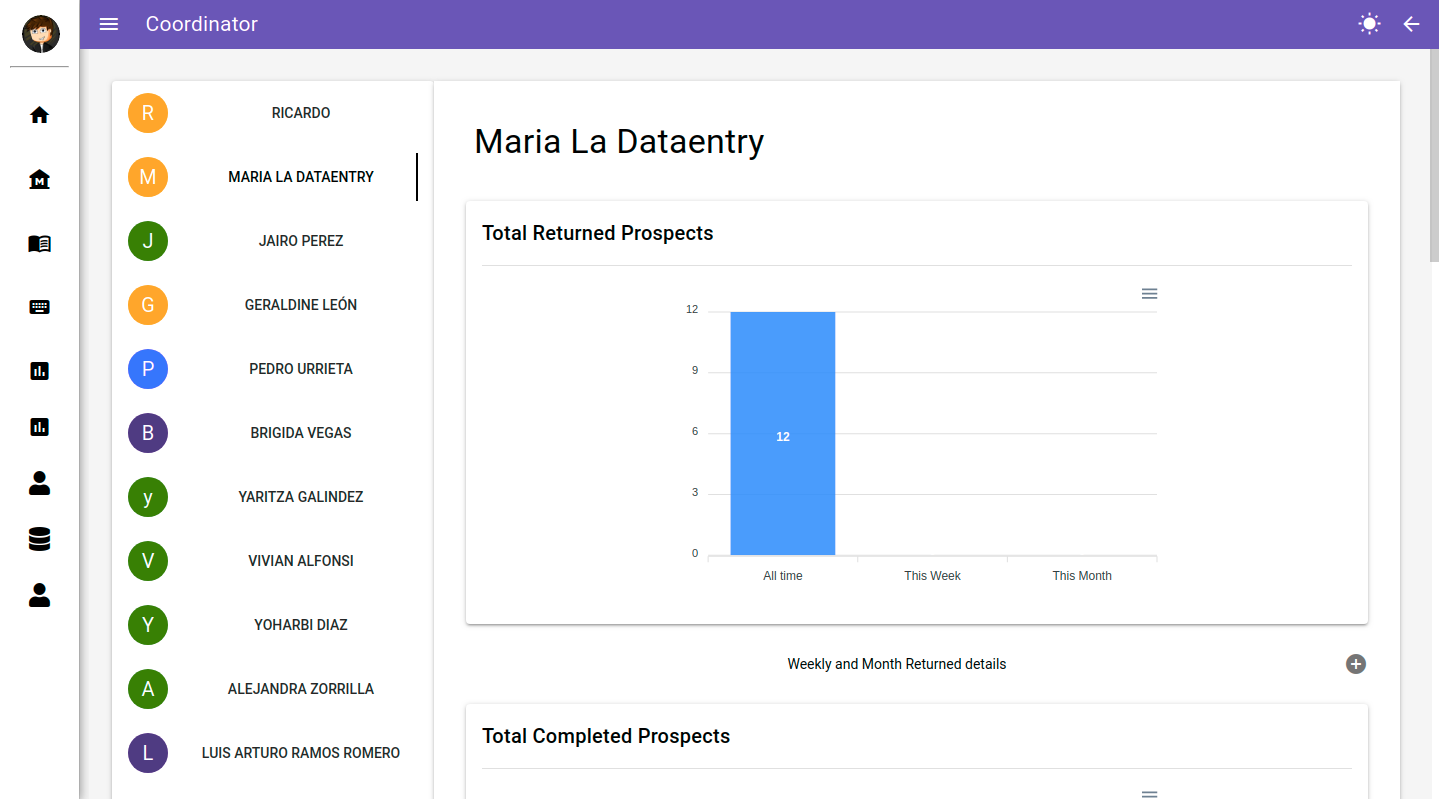 Coordinator
R RICARDO
M MARIA LA DATAENTRY
J JAIRO PEREZ
G GERALDINE LEÓN
P PEDRO URRIETA
B BRIGIDA VEGAS
y YARITZA GALINDEZ
V VIVIAN ALFONSI
Y YOHARBI DIAZ
A ALEJANDRA ZORRILLA
L LUIS ARTURO RAMOS ROMERO
Maria La Dataentry
Total Returned Prospects
12
9
6
3
0
12
All time This Week This Month
Weekly and Month Returned details
Total Completed Prospects